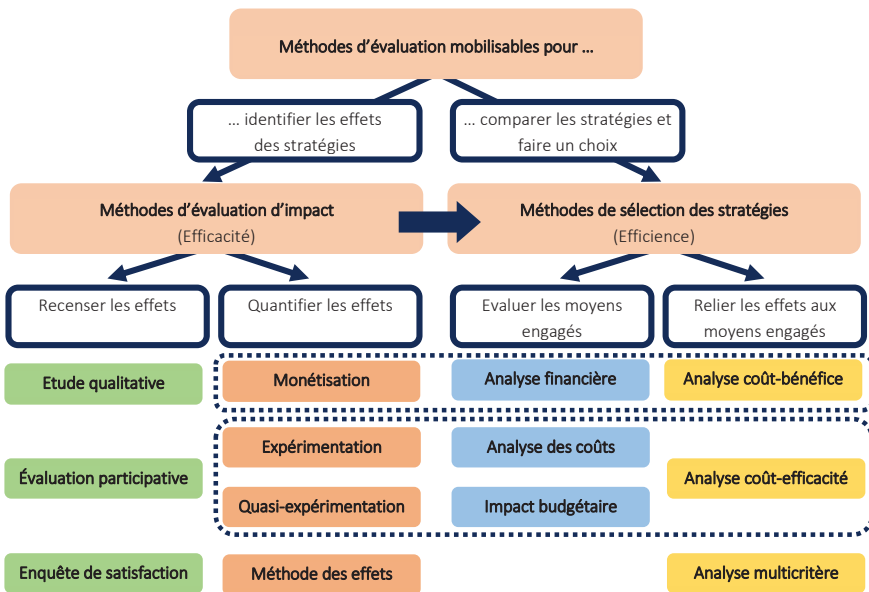 Méthodes d'évaluation mobilisables pour …
… identifier les effets
des stratégies
… comparer les stratégies et
faire un choix
Méthodes d'évaluation d'impact
(Efficacité)
Méthodes de sélection des stratégies
(Efficience)
Recenser les effets
Quantifier les effets
Evaluer les moyens
engagés
Relier les effets aux
moyens engagés
Etude qualitative
Monétisation
Analyse financière
Analyse coût-bénéfice
Expérimentation
Analyse des coûts
Évaluation participative
Analyse coût-efficacité
Quasi-expérimentation
Impact budgétaire
Enquête de satisfaction
Méthode des effets
Analyse multicritère